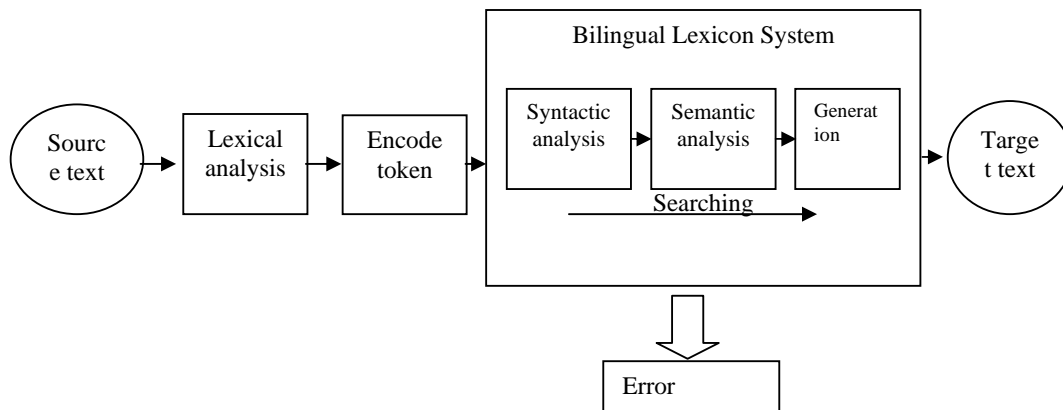 Bilingual Lexicon System
Sourc
e text
Lexical
analysis
Encode
token
Syntactic
analysis
Semantic
analysis
Generat
ion
Searching
Targe
t text
Error